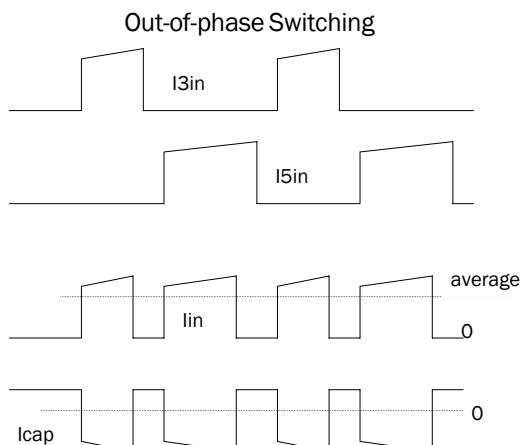 Out-of-phase Switching
I3in
I5in
average
Iin
0
0
Icap